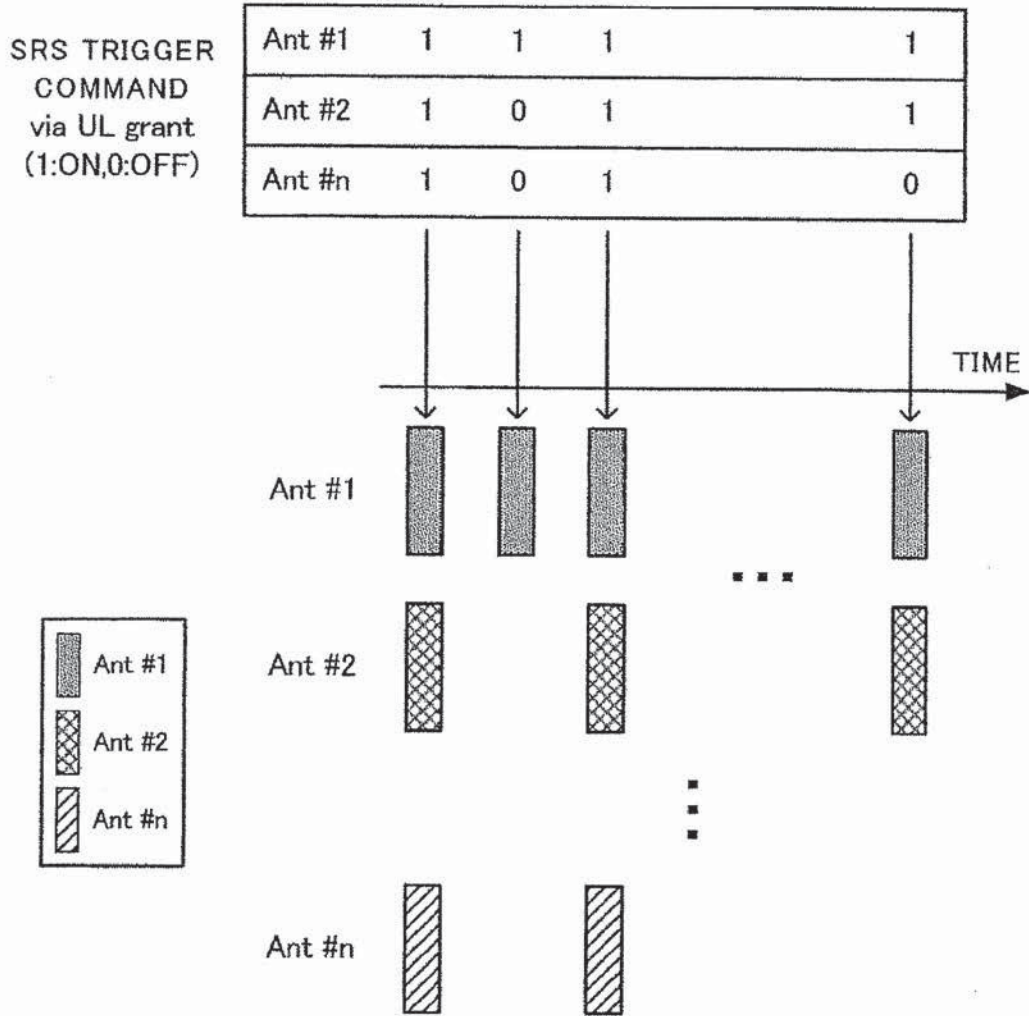 SRS TRIGGER
COMMAND
via UL grant
(1:ON,0:OFF)
Ant #1 1 1 1 1
Ant #2 1 0 1 1
Ant #n 1 0 1 0
TIME
Ant #1
Ant #2
Ant #n
Ant #1
Ant #2
Ant #n